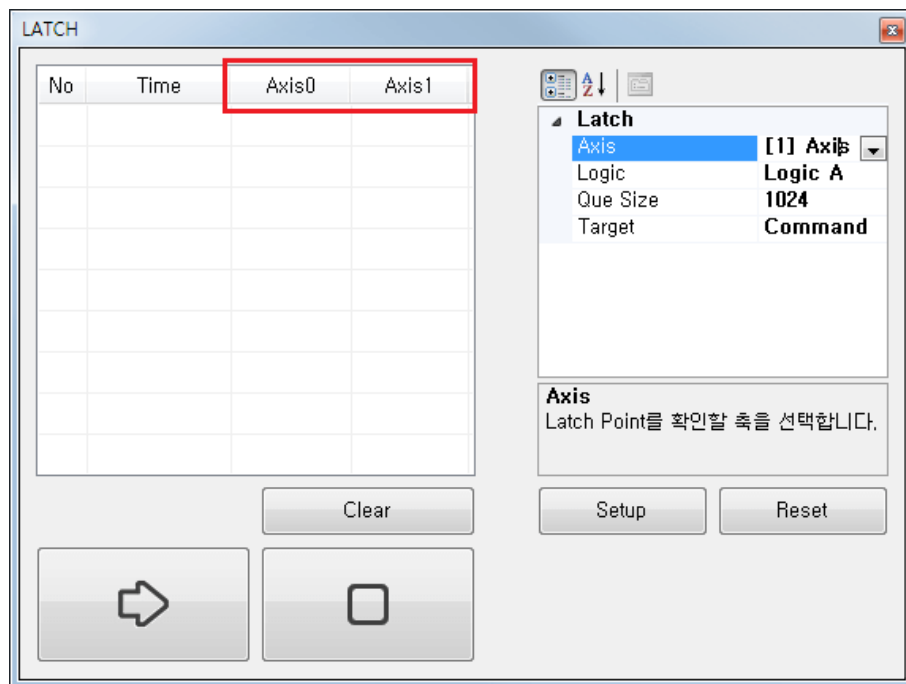 LATCH
No Time Axis0 Axis1
Latch
Axis [1] Axis
Logic Logic A
Que Size 1024
Target Command
Axis
Latch Point를 확인할 축을 선택합니다.
Clear
Setup Reset